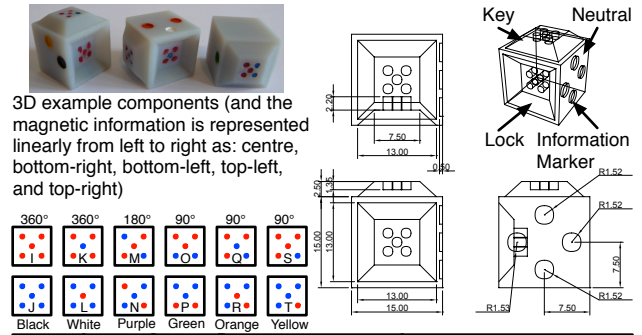 Key Neutral
Lock Information
Marker
3D example components (and the
magnetic information is represented
linearly from left to right as: centre,
bottom-right, bottom-left, top-left,
and top-right)
360° 360° 180° 90° 90° 90°
I K M O Q S
J L N P R T
Black White Purple Green Orange Yellow
2.20
7.50
13.00
0.50
2.50
1.35
15.00
13.00
13.00
15.00
R1.52
R1.52
R1.52
R1.53
7.50
7.50